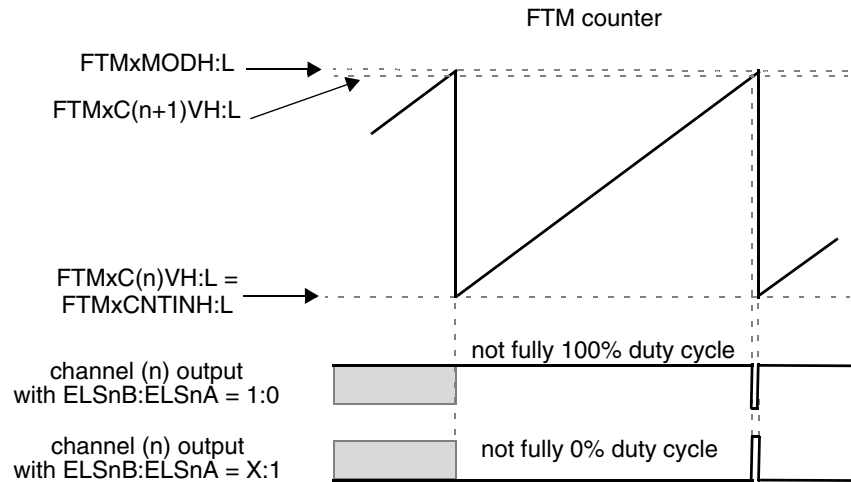 FTM counter
FTMxMODH:L
FTMxC(n+1)VH:L
FTMxC(n)VH:L =
FTMxCNTINH:L
not fully 100% duty cycle
channel (n) output
with ELSnB:ELSnA = 1:0
channel (n) output
with ELSnB:ELSnA = X:1
not fully 0% duty cycle